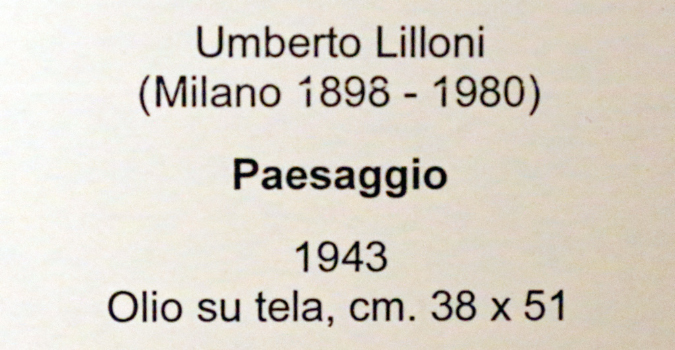 Umberto Lilloni
(Milano 1898 - 1980)
Paesaggio
1943
Olio su tela, cm. 38 x 51